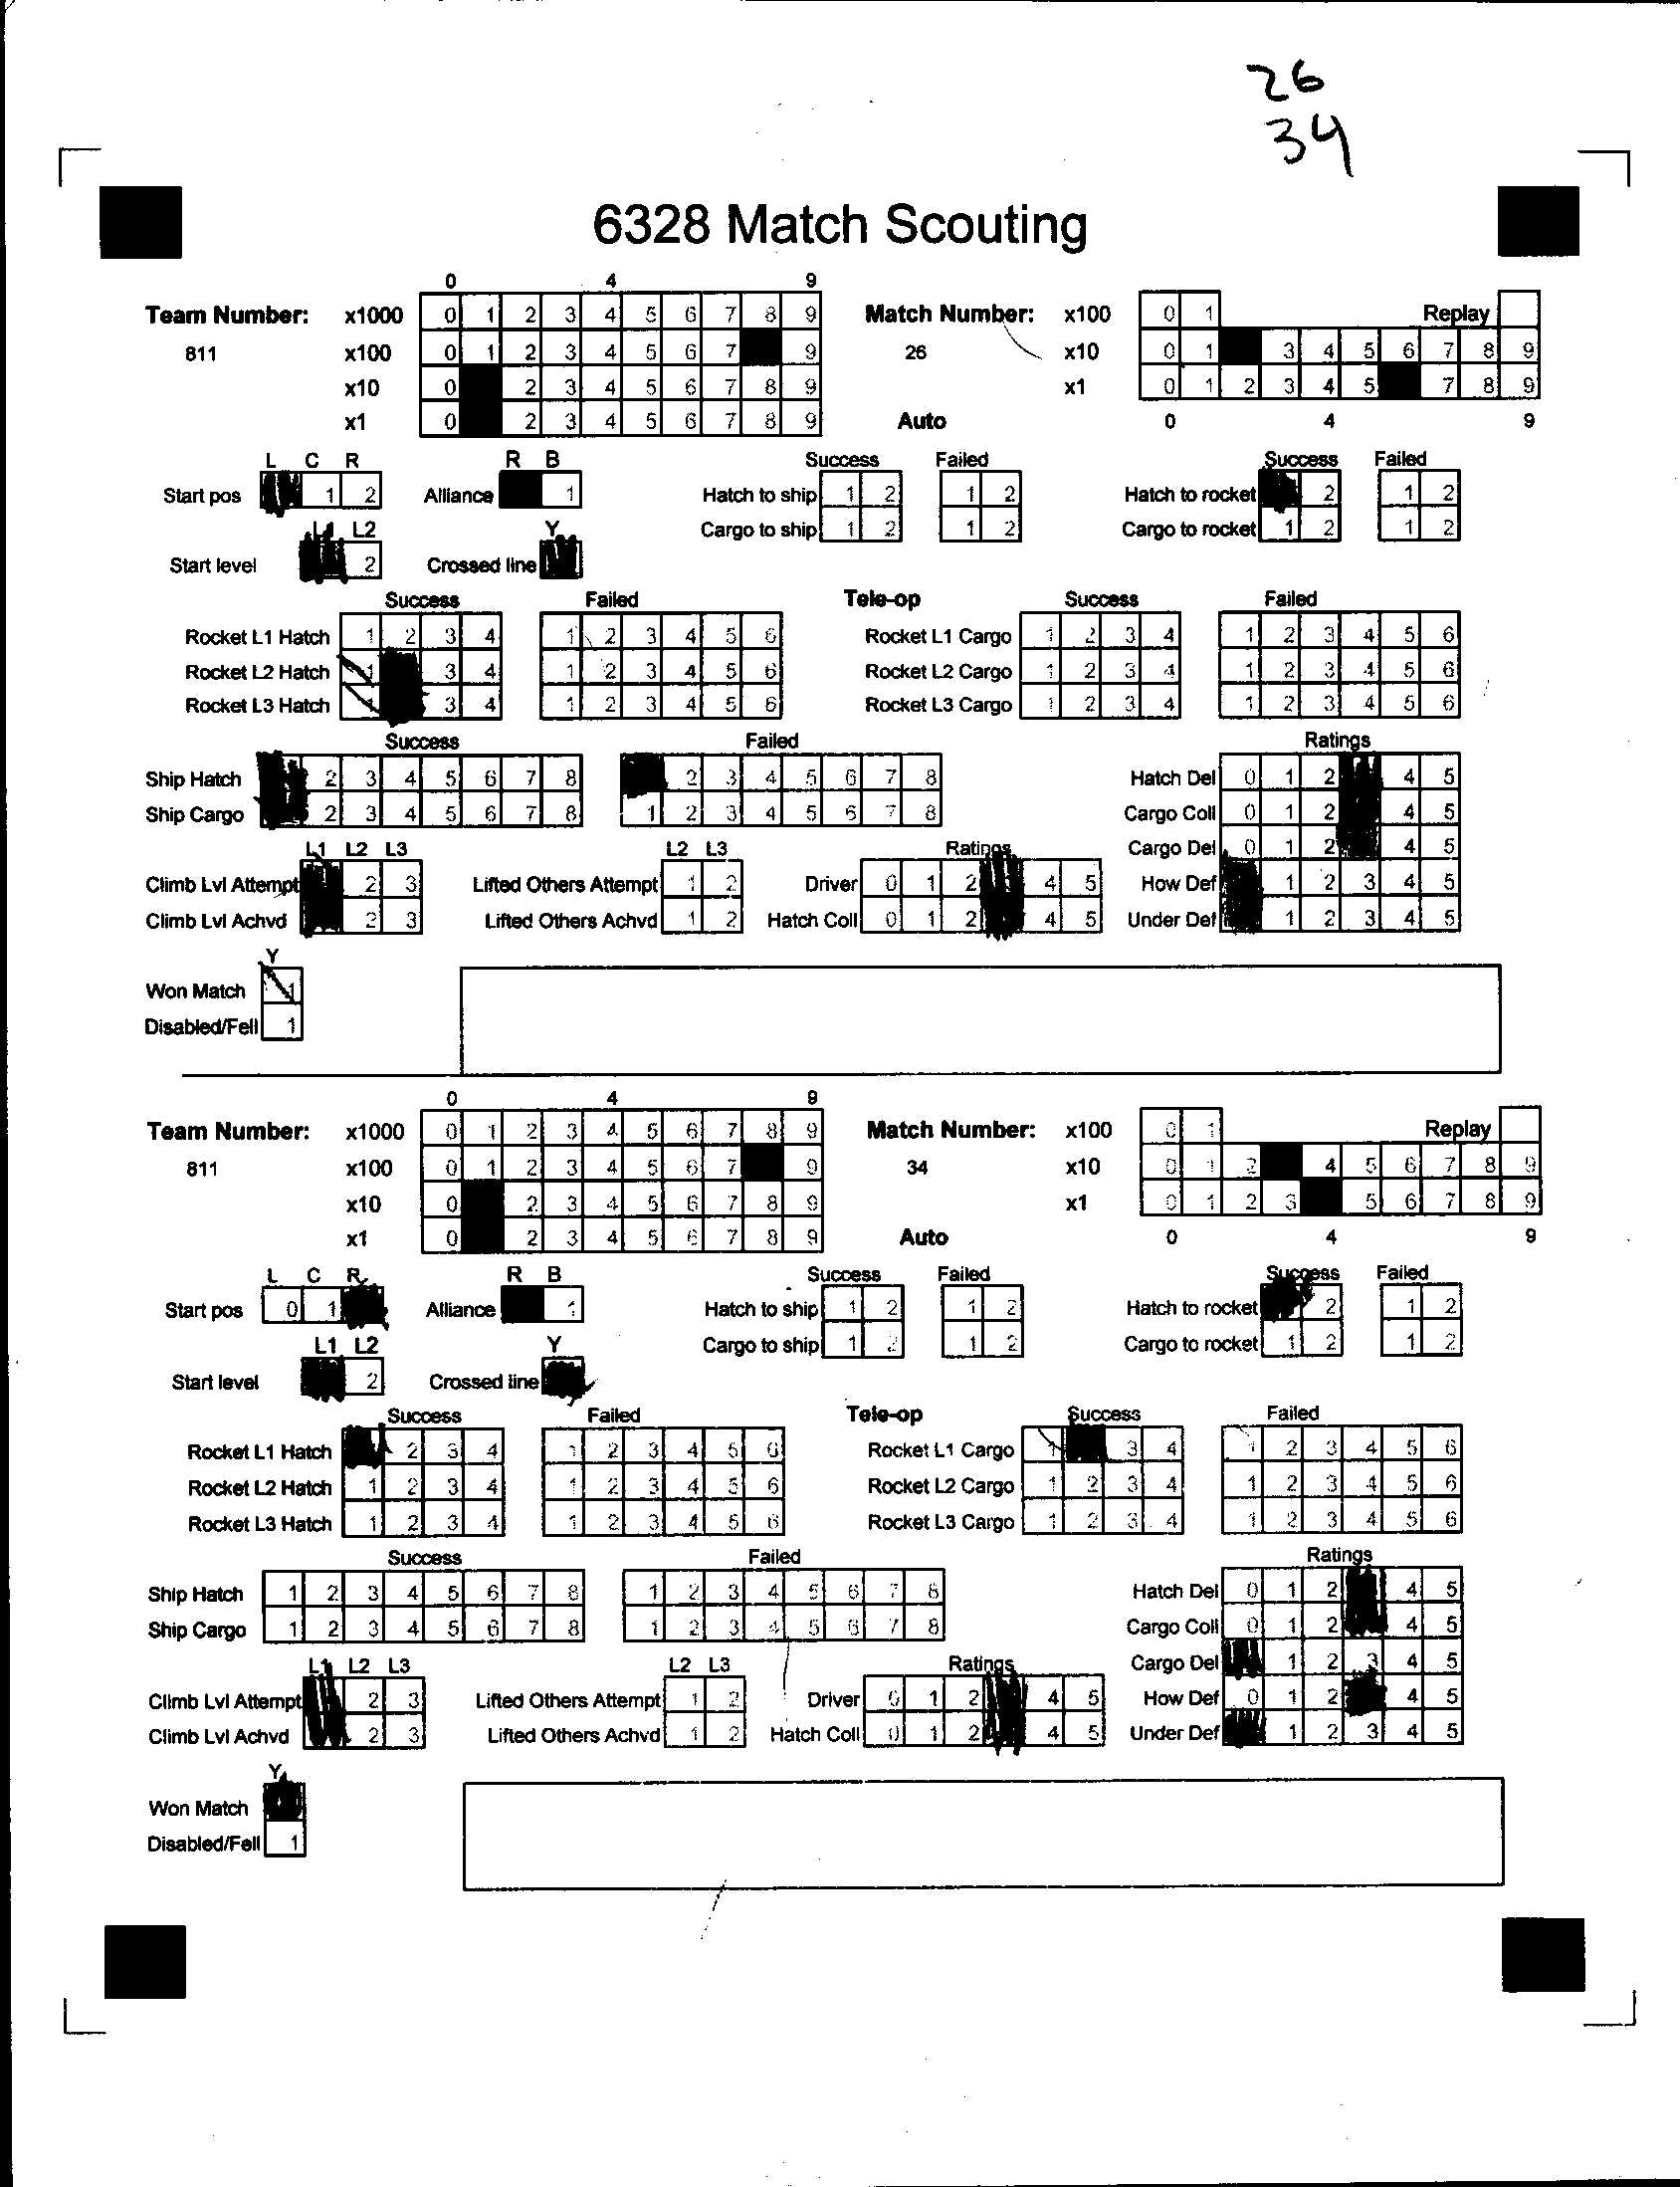 26
34
6328 Match Scouting
0 4 9
Team Number: x1000 0 1 2 3 4 5 6 7 8 9 Match Number: x100 0 1 Replay
811 x100 0 1 2 3 4 5 6 7 9 26 x10 0 1 3 4 5 6 7 8 9
x10 0 2 3 4 5 6 7 8 9 x1 0 1 2 3 4 5 7 8 9
x1 0 2 3 4 5 6 7 8 9 Auto 0 4 9
L C R R B Success Failed Success Failed
Start pos 1 2 Alliance 1 Hatch to ship 1 2 1 2 Hatch to rocket 2 1 2
L1 L2 Y Cargo to ship 1 2 1 2 Cargo to rocket 1 2 1 2
Start level 2 Crossed line
Success Failed Tele-op Success Failed
Rocket L1 Hatch 1 2 3 4 1 2 3 4 5 6 Rocket L1 Cargo 1 2 3 4 1 2 3 4 5 6
Rocket L2 Hatch 1 3 4 1 2 3 4 5 6 Rocket L2 Cargo 1 2 3 4 1 2 3 4 5 6
Rocket L3 Hatch 1 3 4 1 2 3 4 5 6 Rocket L3 Cargo 1 2 3 4 1 2 3 4 5 6
Success Failed Ratings
Ship Hatch 2 3 4 5 6 7 8 2 3 4 5 6 7 8 Hatch Del 0 1 2 4 5
Ship Cargo 2 3 4 5 6 7 8 1 2 3 4 5 6 7 8 Cargo Coll 0 1 2 4 5
L1 L2 L3 L2 L3 Ratings Cargo Del 0 1 2 4 5
Climb Lvl Attempt 2 3 Lifted Others Attempt 1 2 Driver 0 1 2 4 5 How Def 1 2 3 4 5
Climb Lvl Achvd 2 3 Lifted Others Achvd 1 2 Hatch Coll 0 1 2 4 5 Under Def 1 2 3 4 5
Y
Won Match 1
Disabled/Fell 1
0 4 9
Team Number: x1000 0 1 2 3 4 5 6 7 8 9 Match Number: x100 0 1 Replay
811 x100 0 1 2 3 4 5 6 7 9 34 x10 0 1 2 4 5 6 7 8 9
x10 0 2 3 4 5 6 7 8 9 x1 0 1 2 3 5 6 7 8 9
x1 0 2 3 4 5 6 7 8 9 Auto 0 4 9
L C R R B Success Failed Success Failed
Start pos 0 1 Alliance 1 Hatch to ship 1 2 1 2 Hatch to rocket 2 1 2
L1 L2 Y Cargo to ship 1 2 1 2 Cargo to rocket 1 2 1 2
Start level 2 Crossed line
Success Failed Tele-op Success Failed
Rocket L1 Hatch 2 3 4 1 2 3 4 5 6 Rocket L1 Cargo 1 3 4 1 2 3 4 5 6
Rocket L2 Hatch 1 2 3 4 1 2 3 4 5 6 Rocket L2 Cargo 1 2 3 4 1 2 3 4 5 6
Rocket L3 Hatch 1 2 3 4 1 2 3 4 5 6 Rocket L3 Cargo 1 2 3 4 1 2 3 4 5 6
Success Failed Ratings
Ship Hatch 1 2 3 4 5 6 7 8 1 2 3 4 5 6 7 8 Hatch Del 0 1 2 4 5
Ship Cargo 1 2 3 4 5 6 7 8 1 2 3 4 5 6 7 8 Cargo Coll 0 1 2 4 5
L1 L2 L3 L2 L3 Ratings Cargo Del 1 2 3 4 5
Climb Lvl Attempt 2 3 Lifted Others Attempt 1 2 Driver 0 1 2 4 5 How Def 0 1 2 4 5
Climb Lvl Achvd 2 3 Lifted Others Achvd 1 2 Hatch Coll 0 1 2 4 5 Under Def 1 2 3 4 5
Y
Won Match
Disabled/Fell 1